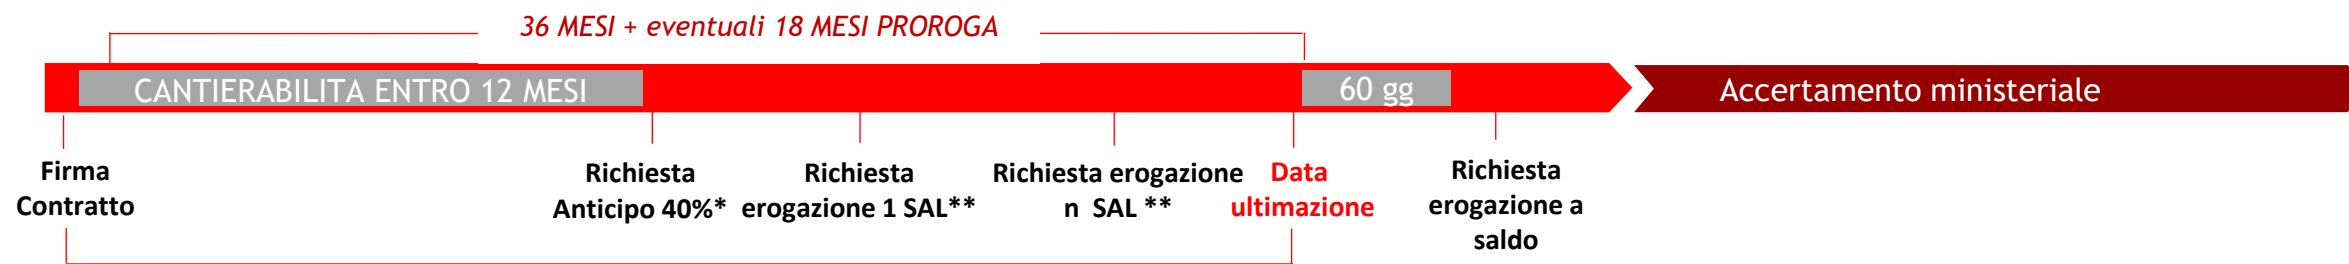 36 MESI + eventuali 18 MESI PROROGA
CANTIERABILITA ENTRO 12 MESI
60 gg
Accertamento ministeriale
Firma
Contratto
Richiesta
Anticipo 40%*
Richiesta
erogazione 1 SAL**
Richiesta erogazione
n SAL **
Data
ultimazione
Richiesta
erogazione a
saldo